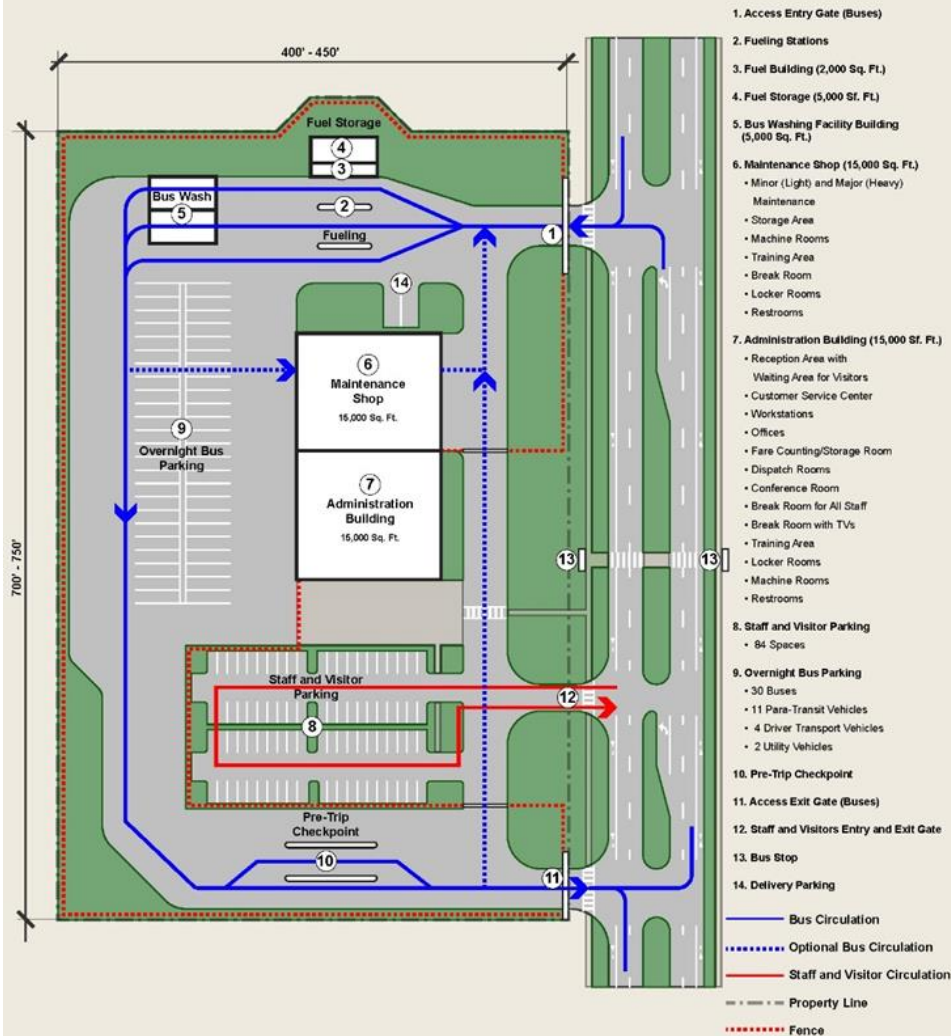 400' - 450'
700' - 750'
Fuel Storage
4
3
Bus Wash
5
2
Fueling
1
14
6
Maintenance
Shop
15,000 Sq. Ft.
9
Overnight Bus
Parking
7
Administration
Building
15,000 Sq. Ft.
13
13
Staff and Visitor
Parking
12
8
Pre-Trip
Checkpoint
10
11
1. Access Entry Gate (Buses)
2. Fueling Stations
3. Fuel Building (2,000 Sq. Ft.)
4. Fuel Storage (5,000 Sf. Ft.)
5. Bus Washing Facility Building
(5,000 Sq. Ft.)
6. Maintenance Shop (15,000 Sq. Ft.)
• Minor (Light) and Major (Heavy)
Maintenance
• Storage Area
• Machine Rooms
• Training Area
• Break Room
• Locker Rooms
• Restrooms
7. Administration Building (15,000 Sf. Ft.)
• Reception Area with
Waiting Area for Visitors
• Customer Service Center
• Workstations
• Offices
• Fare Counting/Storage Room
• Dispatch Rooms
• Conference Room
• Break Room for All Staff
• Break Room with TVs
• Training Area
• Locker Rooms
• Machine Rooms
• Restrooms
8. Staff and Visitor Parking
• 84 Spaces
9. Overnight Bus Parking
• 30 Buses
• 11 Para-Transit Vehicles
• 4 Driver Transport Vehicles
• 2 Utility Vehicles
10. Pre-Trip Checkpoint
11. Access Exit Gate (Buses)
12. Staff and Visitors Entry and Exit Gate
13. Bus Stop
14. Delivery Parking
Bus Circulation
Optional Bus Circulation
Staff and Visitor Circulation
Property Line
Fence